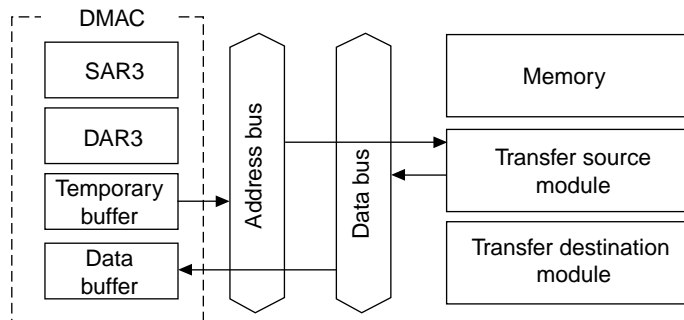 DMAC
SAR3
DAR3
Temporary
buffer
Data
buffer
Address bus
Data bus
Memory
Transfer source
module
Transfer destination
module